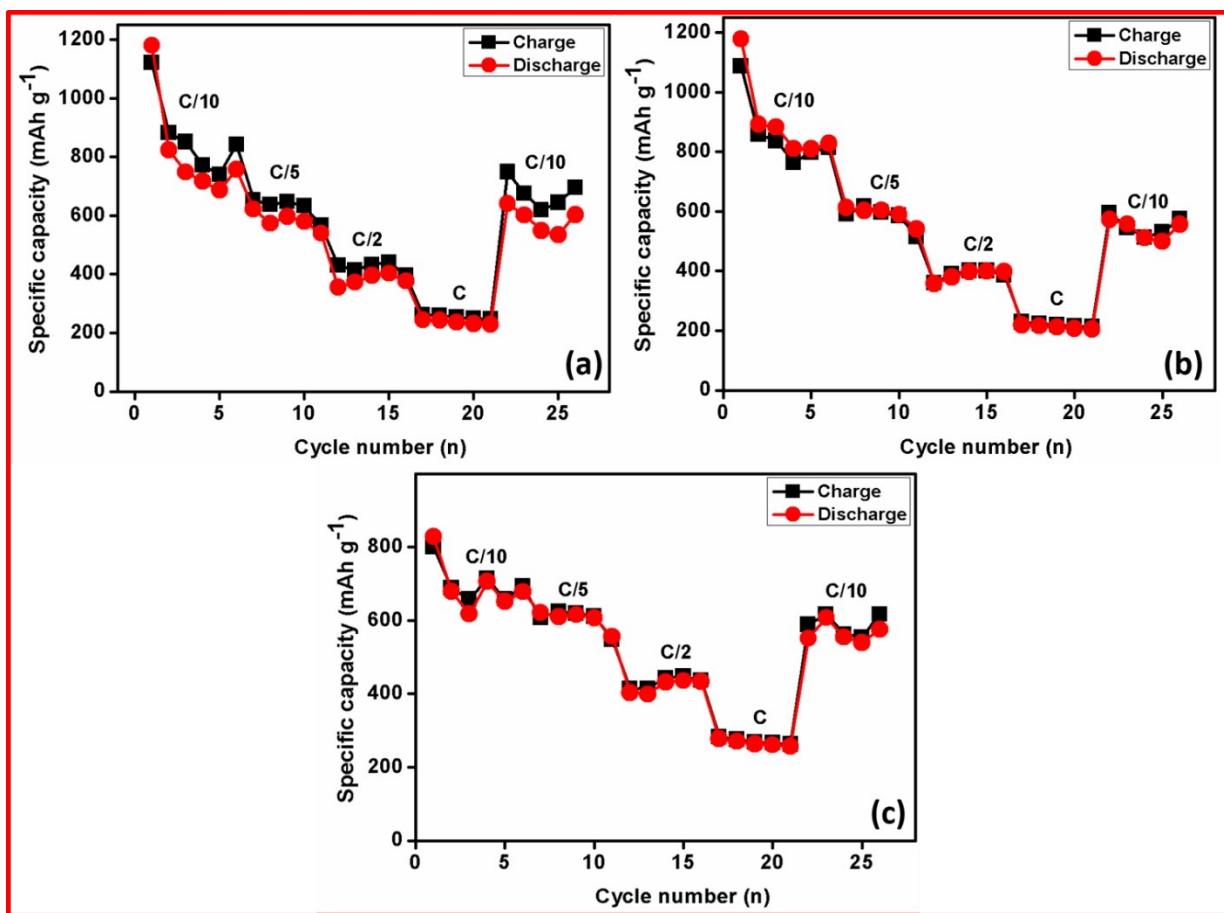 1200
1000
800
600
400
200
0
Specific capacity (mAh g⁻¹)
Charge
Discharge
C/10
C/5
C/2
C
C/10
(a)
0 5 10 15 20 25
Cycle number (n)
1200
1000
800
600
400
200
0
Specific capacity (mAh g⁻¹)
Charge
Discharge
C/10
C/5
C/2
C
C/10
(b)
0 5 10 15 20 25
Cycle number (n)
800
600
400
200
0
Specific capacity (mAh g⁻¹)
Charge
Discharge
C/10
C/5
C/2
C
C/10
(c)
0 5 10 15 20 25
Cycle number (n)